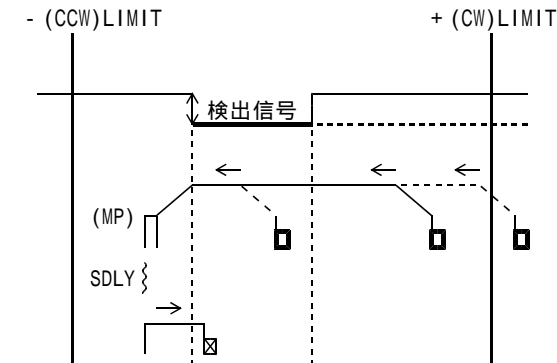 - (CCW)LIMIT
+ (CW)LIMIT
検出信号
(MP)
SDLY